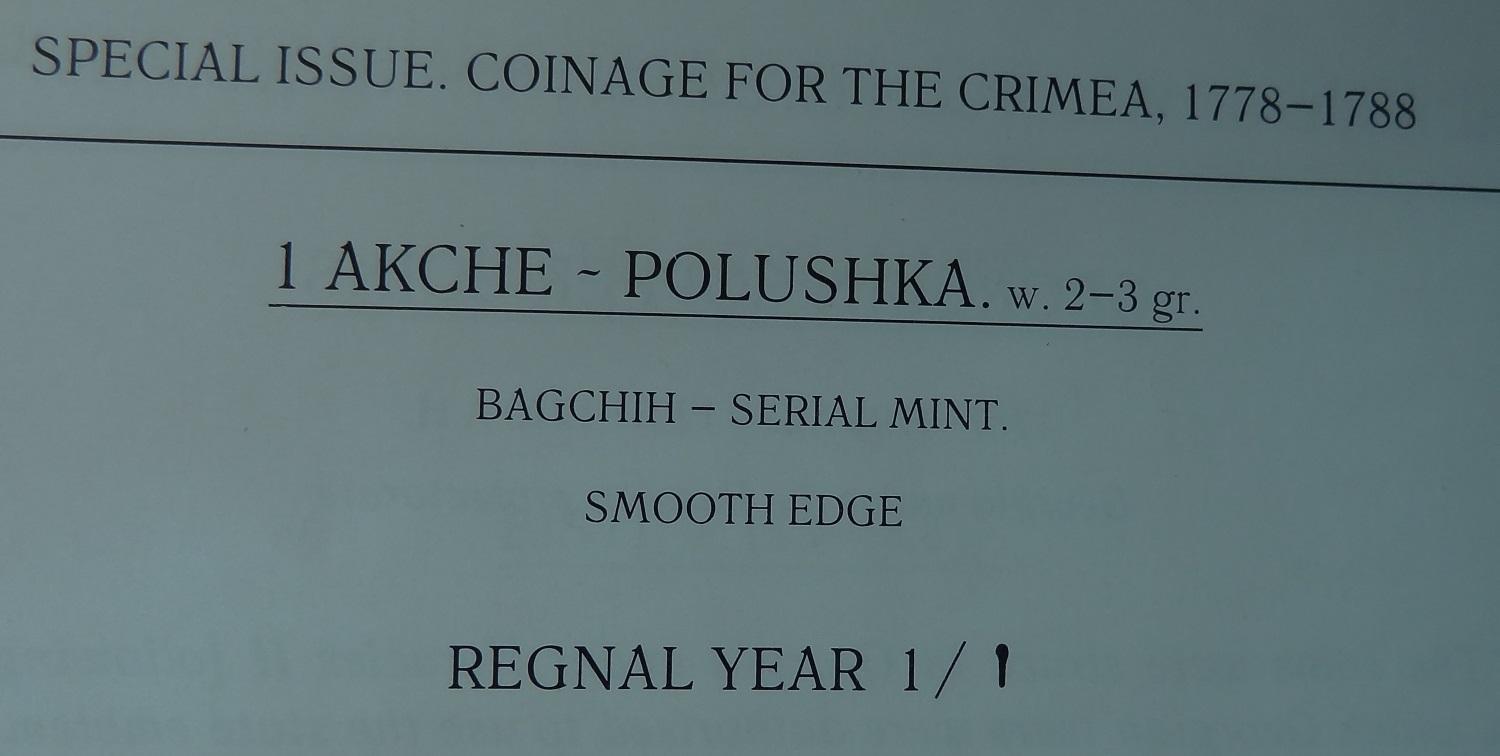 SPECIAL ISSUE. COINAGE FOR THE CRIMEA, 1778–1788
1 AKCHE ~ POLUSHKA. w. 2–3 gr.
BAGCHIH – SERIAL MINT.
SMOOTH EDGE
REGNAL YEAR 1 / ١